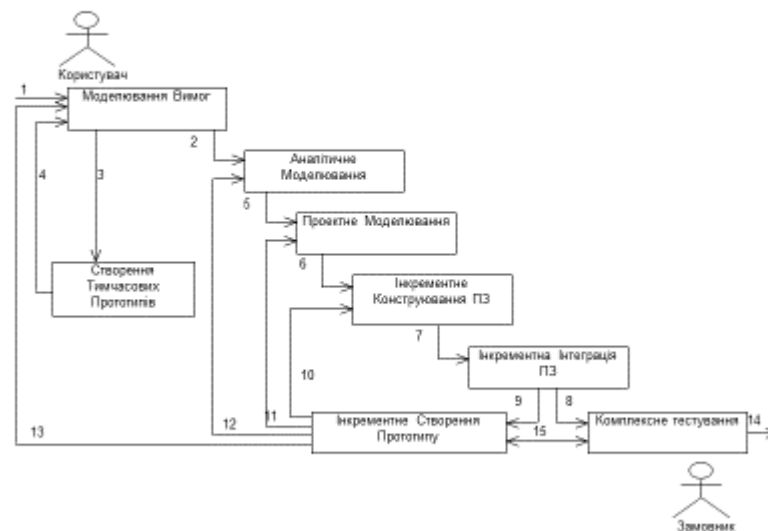 Користувач
1
Моделювання Вимог
2
4
3
Аналітичне
Моделювання
5
Проектне Моделювання
6
Створення
Тимчасових
Прототипів
Інкрементне
Конструювання ПЗ
7
Інкрементна Інтеграція
ПЗ
10
9
8
11
12
13
Інкрементне Створення
Прототипу
15
Комплексне тестування
14
Замовник